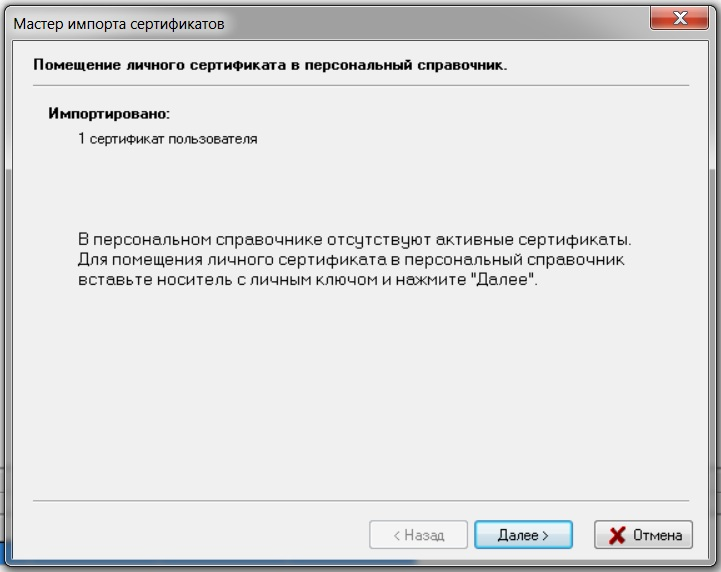 Мастер импорта сертификатов
Помещение личного сертификата в персональный справочник.
Импортировано:
1 сертификат пользователя
В персональном справочнике отсутствуют активные сертификаты.
Для помещения личного сертификата в персональный справочник
вставьте носитель с личным ключом и нажмите "Далее".
< Назад
Далее >
Отмена